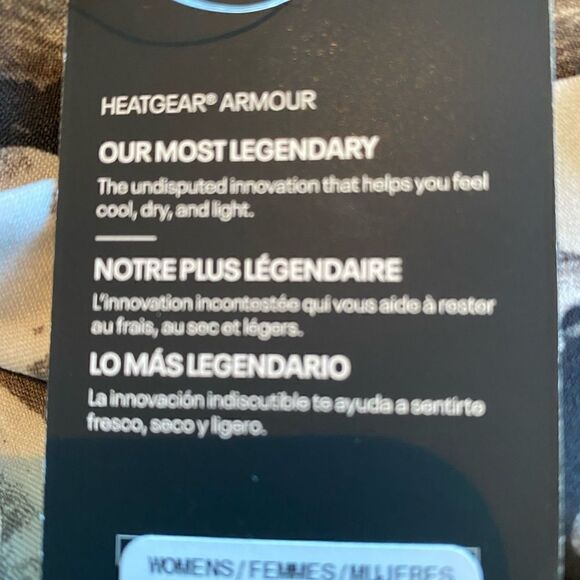 HEATGEAR® ARMOUR
OUR MOST LEGENDARY
The undisputed innovation that helps you feel
cool, dry, and light.
NOTRE PLUS LÉGENDAIRE
L'innovation incontestée qui vous aide à rester
au frais, au sec et légers.
LO MÁS LEGENDARIO
La innovación indiscutible te ayuda a sentirte
fresco, seco y ligero.
WOMENS/FEMMES/MUJERES